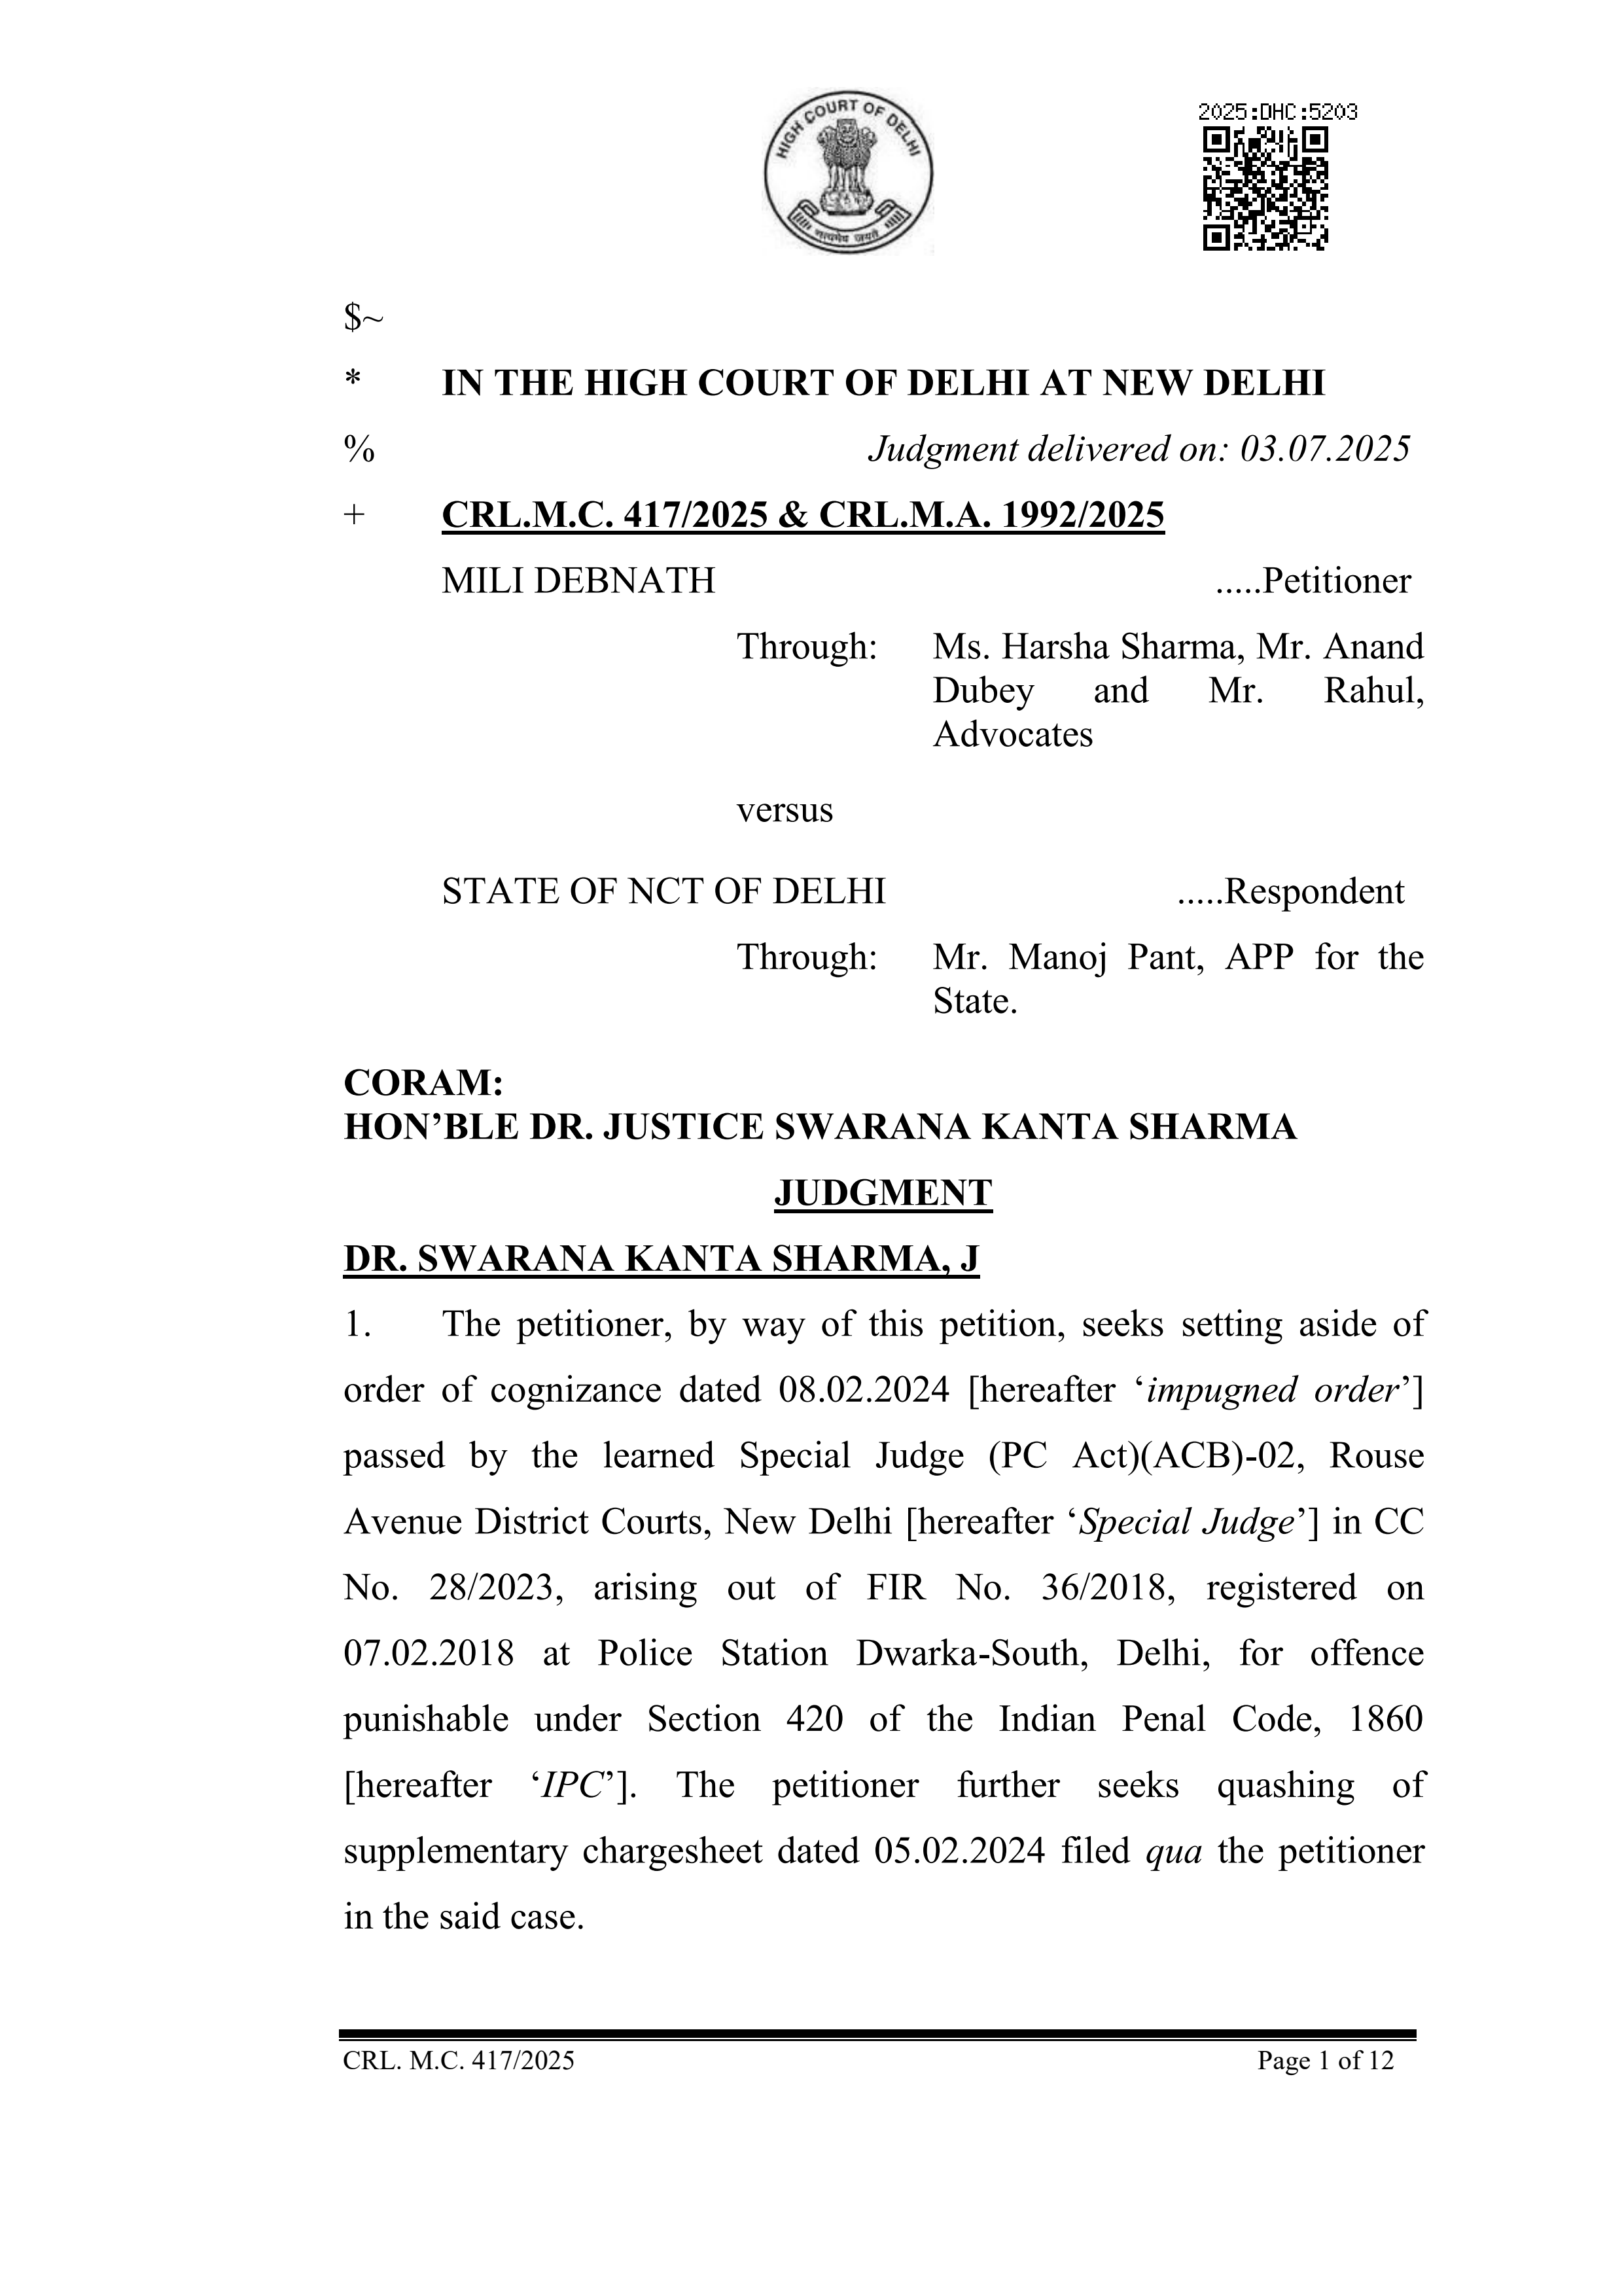 HIGH COURT OF DELHI
सत्यमेव जयते
2025:DHC:5203
$~
* IN THE HIGH COURT OF DELHI AT NEW DELHI
% Judgment delivered on: 03.07.2025
+ CRL.M.C. 417/2025 & CRL.M.A. 1992/2025
MILI DEBNATH .....Petitioner
Through: Ms. Harsha Sharma, Mr. Anand
Dubey and Mr. Rahul,
Advocates
versus
STATE OF NCT OF DELHI .....Respondent
Through: Mr. Manoj Pant, APP for the
State.
CORAM:
HON’BLE DR. JUSTICE SWARANA KANTA SHARMA
JUDGMENT
DR. SWARANA KANTA SHARMA, J
1. The petitioner, by way of this petition, seeks setting aside of
order of cognizance dated 08.02.2024 [hereafter ‘impugned order’]
passed by the learned Special Judge (PC Act)(ACB)-02, Rouse
Avenue District Courts, New Delhi [hereafter ‘Special Judge’] in CC
No. 28/2023, arising out of FIR No. 36/2018, registered on
07.02.2018 at Police Station Dwarka-South, Delhi, for offence
punishable under Section 420 of the Indian Penal Code, 1860
[hereafter ‘IPC’]. The petitioner further seeks quashing of
supplementary chargesheet dated 05.02.2024 filed qua the petitioner
in the said case.
CRL. M.C. 417/2025 Page 1 of 12